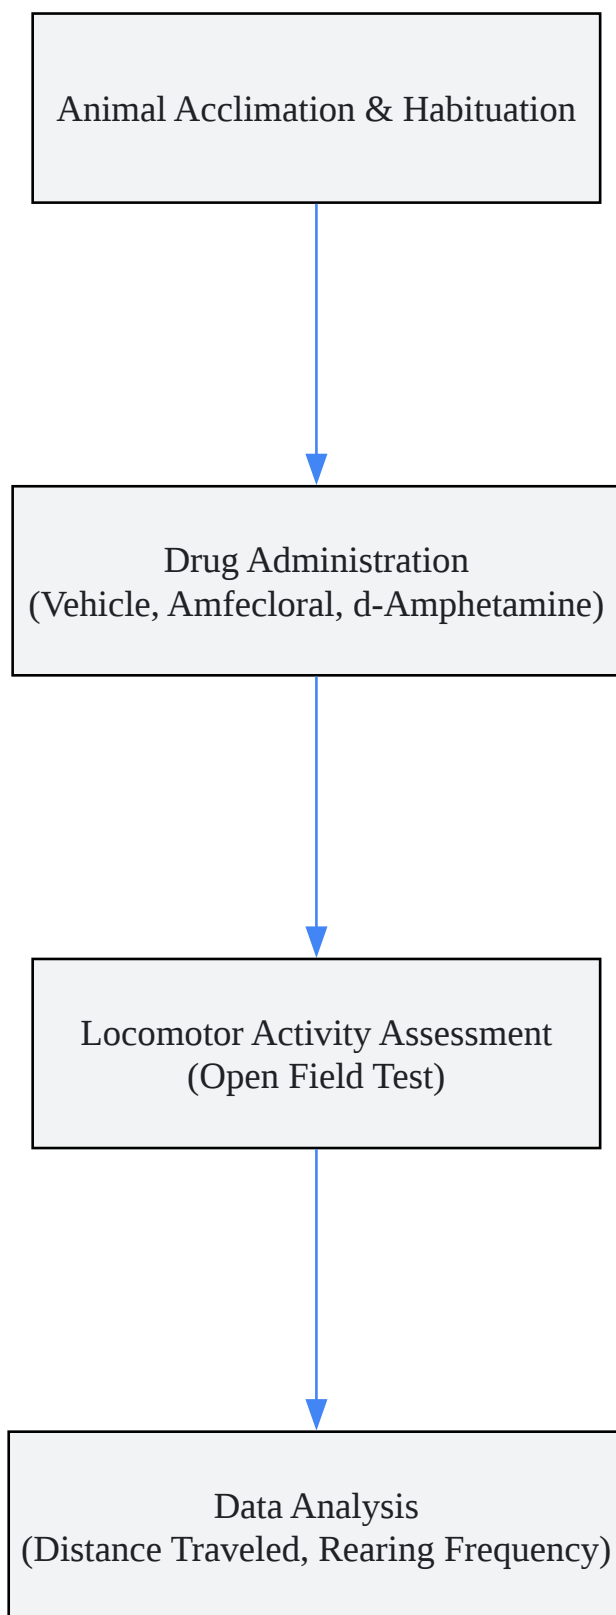 Animal Acclimation & Habituation
Drug Administration
(Vehicle, Amfecloral, d-Amphetamine)
Locomotor Activity Assessment
(Open Field Test)
Data Analysis
(Distance Traveled, Rearing Frequency)